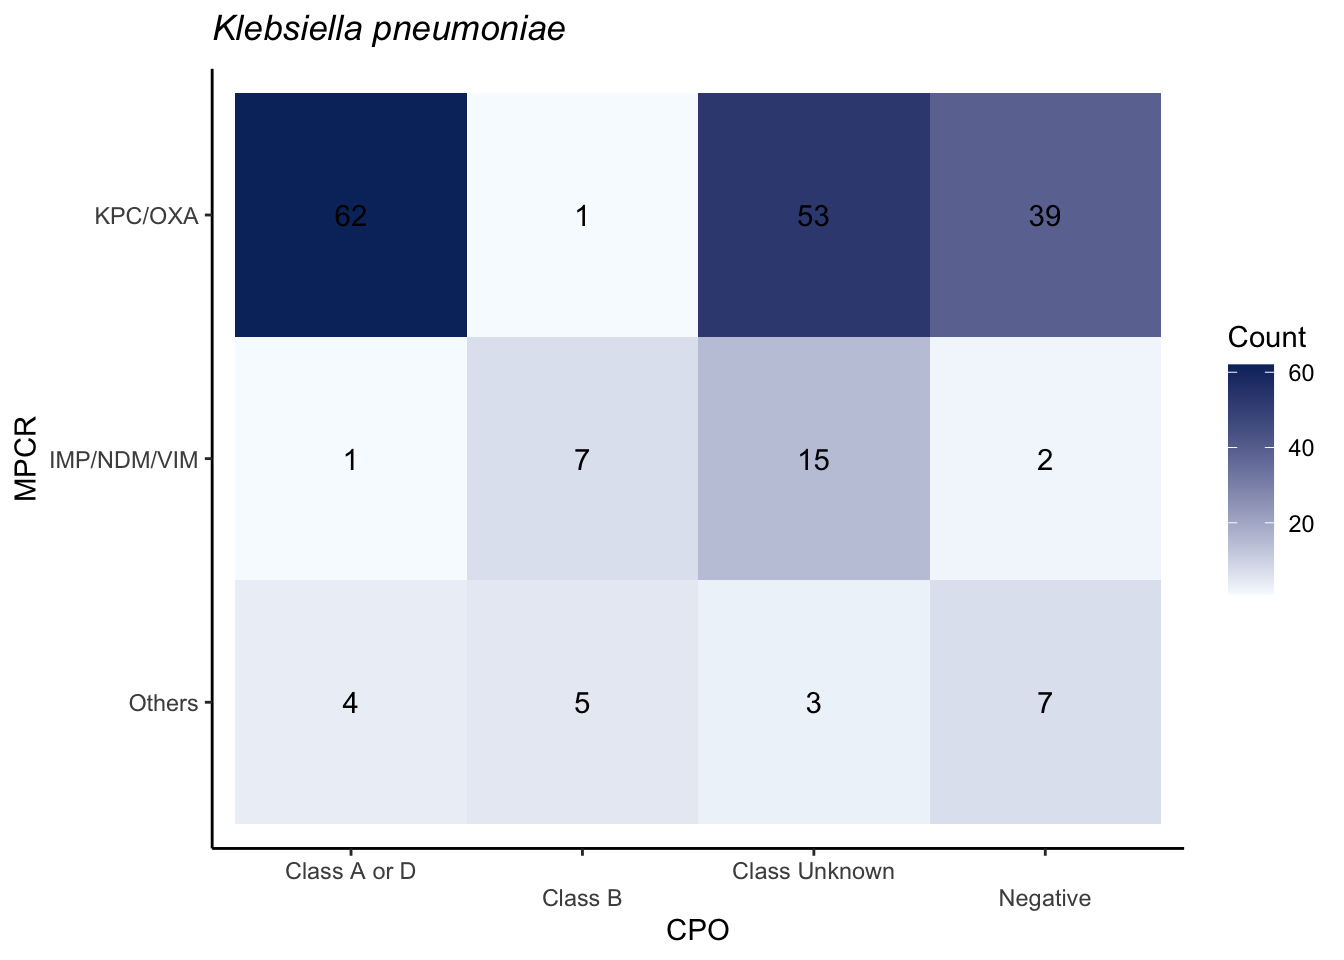 Klebsiella pneumoniae
KPC/OXA
62
1
53
39
IMP/NDM/VIM
1
7
15
2
Others
4
5
3
7
MPCR
Class A or D
Class B
Class Unknown
Negative
CPO
Count
60
40
20